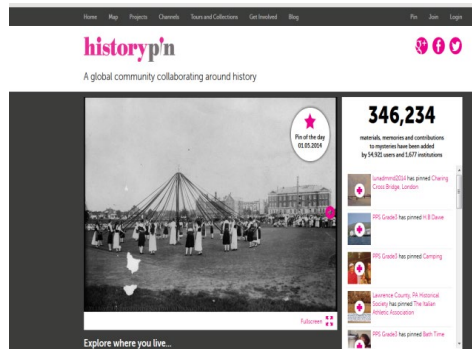 Home Map Projects Channels Tours and Collections Get Involved Blog Pin Join Login
historypin
A global community collaborating around history
Pin of the day
01.05.2014
346,234
materials, memories and contributions
to mysteries have been added
by 54,921 users and 1,677 institutions
lunadmind2014 has pinned Charing
Cross Bridge. London
PPS Grade3 has pinned H.B Dawe
PPS Grade3 has pinned Camping
Lawrence County, PA Historical
Society has pinned The Italian
Athletic Association
PPS Grade3 has pinned Bath Time
Fullscreen
Explore where you live...